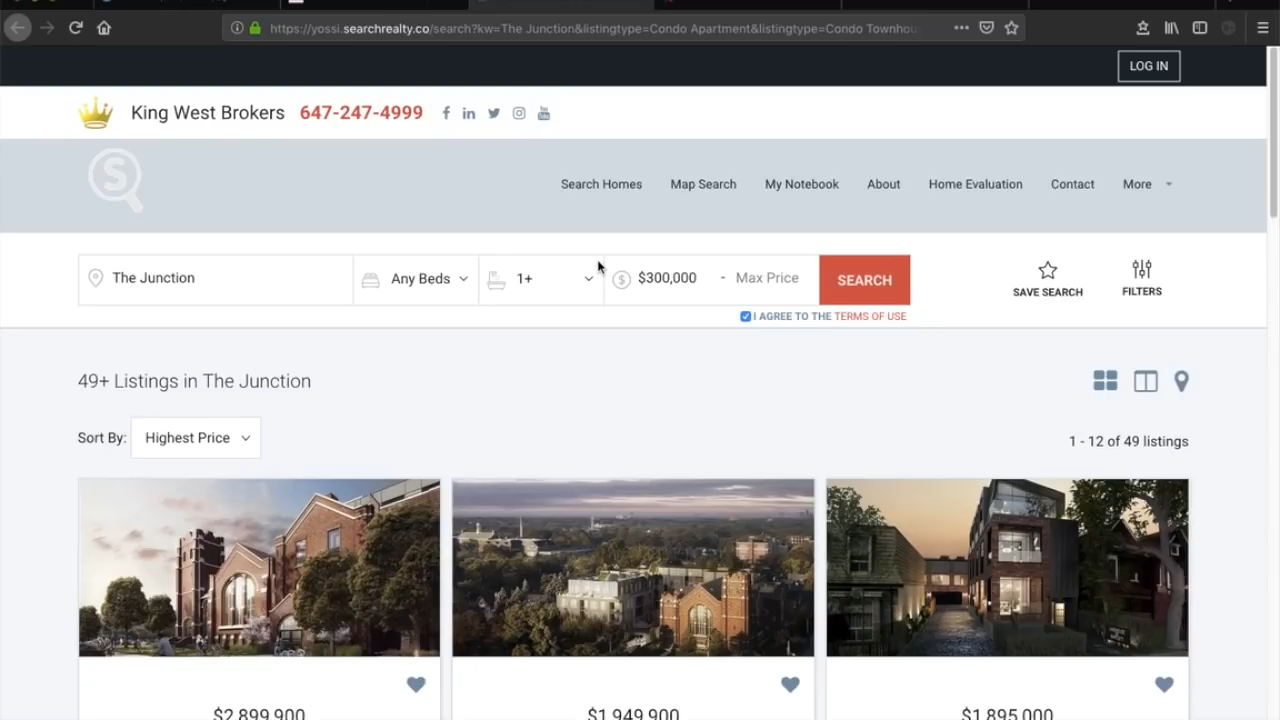 https://yossi.searchrealty.co/search?kw=The Junction&listingtype=Condo Apartment&listingtype=Condo Townhou
LOG IN
King West Brokers 647-247-4999
S
Search Homes Map Search My Notebook About Home Evaluation Contact More
The Junction Any Beds 1+ $ $300,000 - Max Price SEARCH
SAVE SEARCH FILTERS
I AGREE TO THE TERMS OF USE
49+ Listings in The Junction
Sort By: Highest Price
1 - 12 of 49 listings
$2,899,900 $1,949,900 $1,895,000